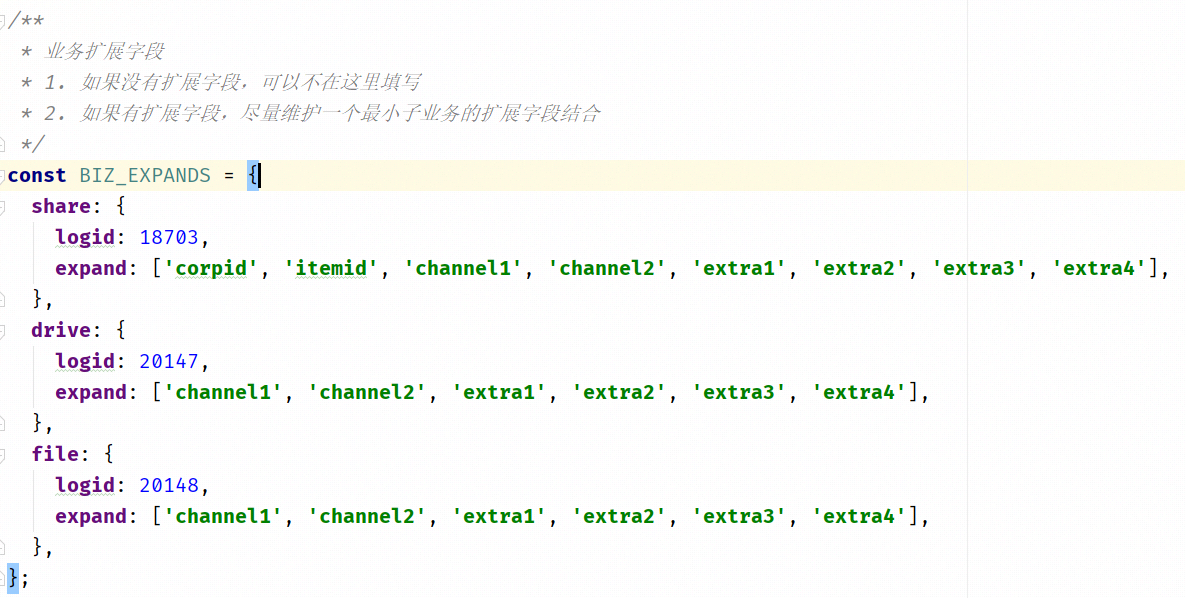 /**
 * 业务扩展字段
 * 1. 如果没有扩展字段，可以不在这里填写
 * 2. 如果有扩展字段，尽量维护一个最小子业务的扩展字段结合
 */
const BIZ_EXPANDS = {
  share: {
    logid: 18703,
    expand: ['corpid', 'itemid', 'channel1', 'channel2', 'extra1', 'extra2', 'extra3', 'extra4'],
  },
  drive: {
    logid: 20147,
    expand: ['channel1', 'channel2', 'extra1', 'extra2', 'extra3', 'extra4'],
  },
  file: {
    logid: 20148,
    expand: ['channel1', 'channel2', 'extra1', 'extra2', 'extra3', 'extra4'],
  },
};